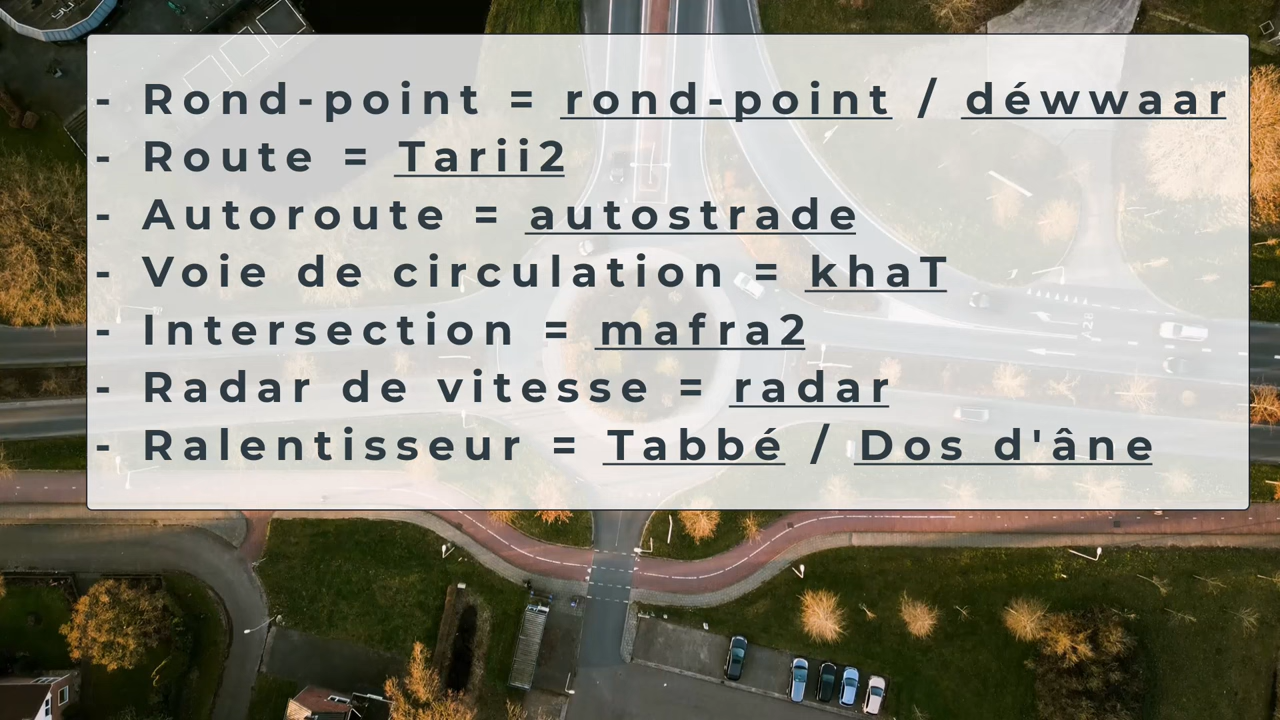 - Rond-point = rond-point / déwwaar
- Route = Tarii2
- Autoroute = autostrade
- Voie de circulation = khaT
- Intersection = mafra2
- Radar de vitesse = radar
- Ralentisseur = Tabbé / Dos d'âne